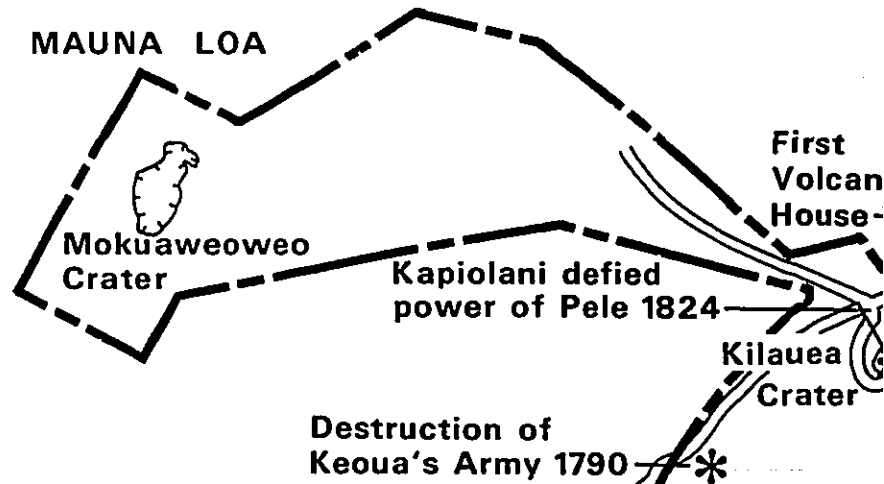 MAUNA LOA
First
Volcan
House-
Mokuaweoweo
Crater
Kapiolani defied
power of Pele 1824
Kilauea
Crater
Destruction of
Keoua's Army 1790